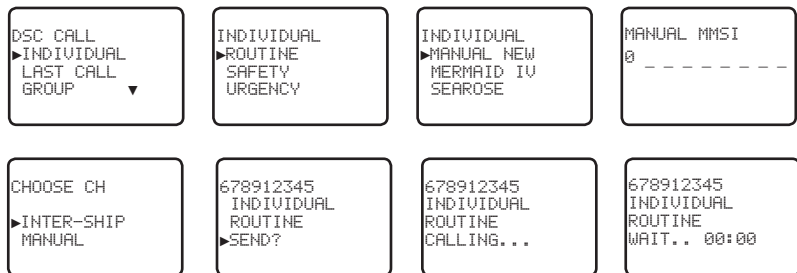 DSC CALL
▶INDIVIDUAL
LAST CALL
GROUP ▼
INDIVIDUAL
▶ROUTINE
SAFETY
URGENCY
INDIVIDUAL
▶MANUAL NEW
MERMAID IV
SEAROSE
MANUAL MMSI
0 _ _ _ _ _ _ _ _
CHOOSE CH
▶INTER-SHIP
MANUAL
678912345
INDIVIDUAL
ROUTINE
▶SEND?
678912345
INDIVIDUAL
ROUTINE
CALLING...
678912345
INDIVIDUAL
ROUTINE
WAIT.. 00:00